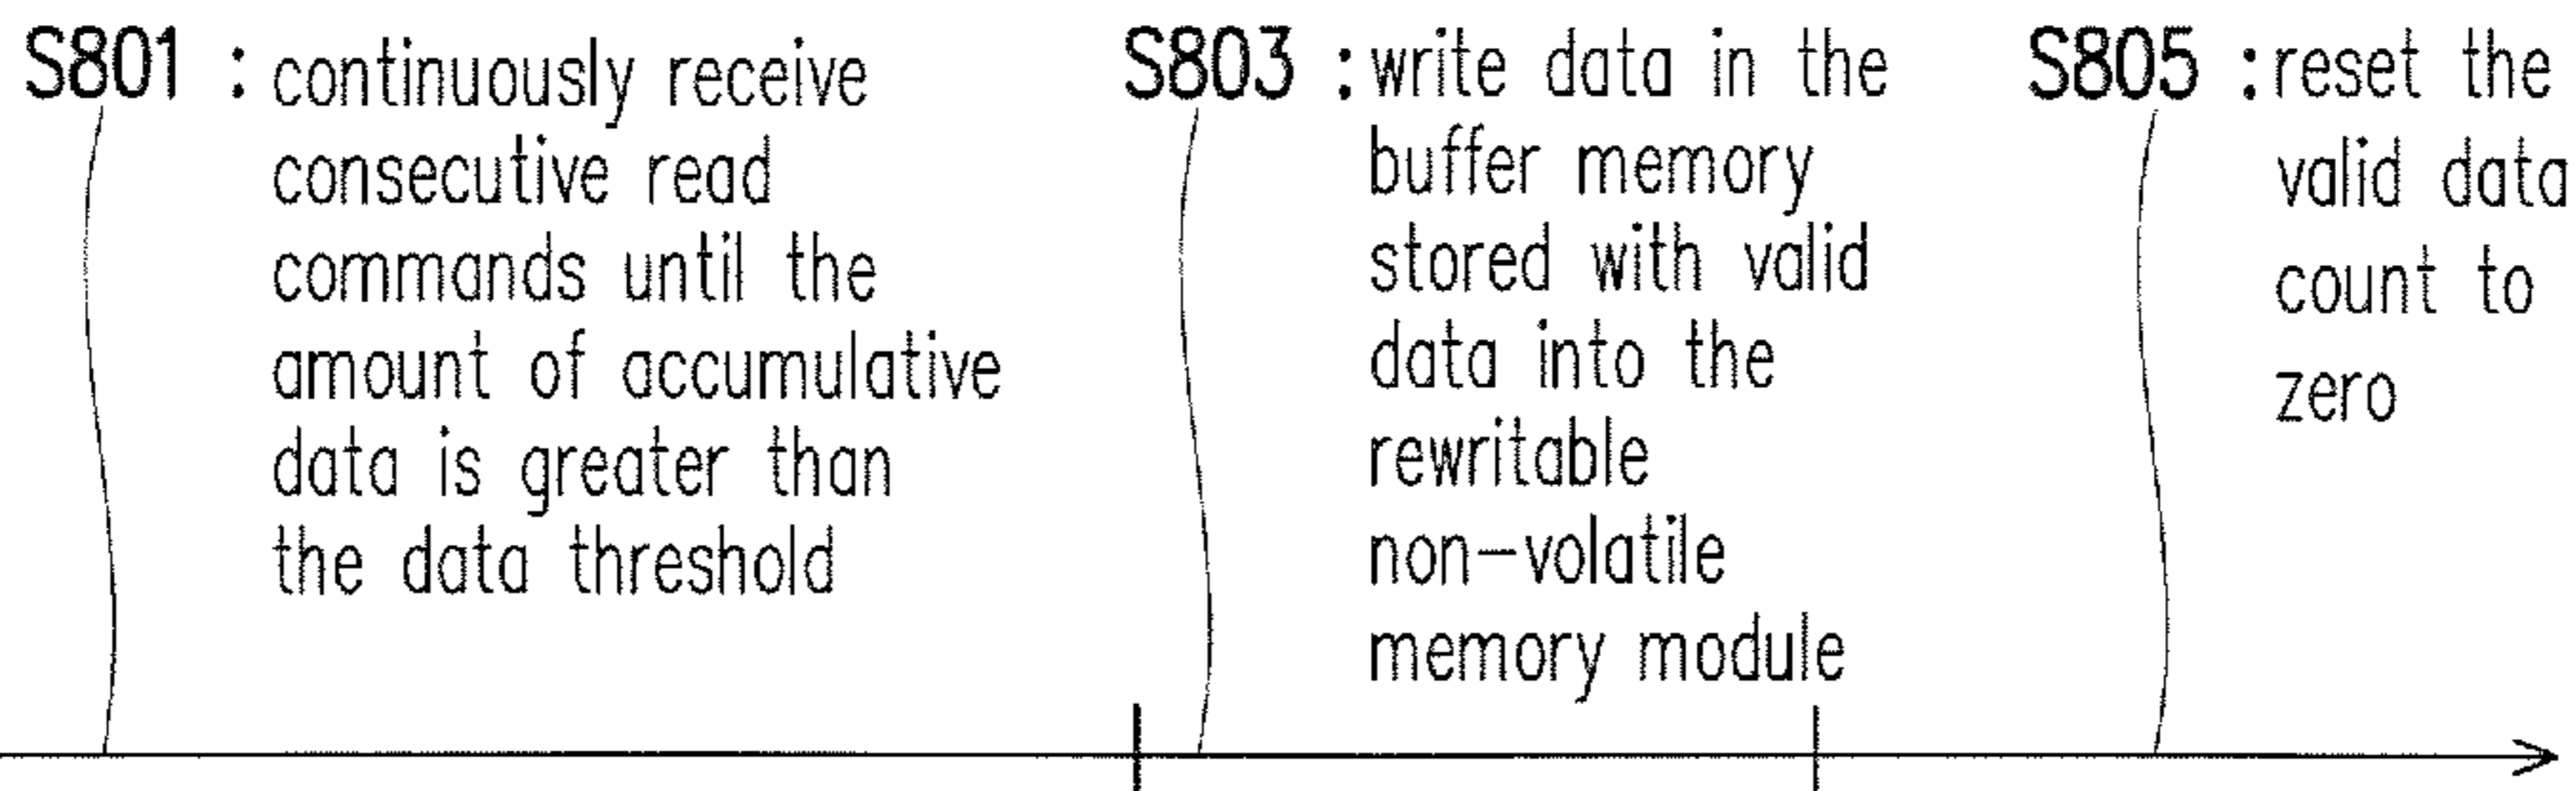 S801 : continuously receive
consecutive read
commands until the
amount of accumulative
data is greater than
the data threshold
S803 : write data in the
buffer memory
stored with valid
data into the
rewritable
non-volatile
memory module
S805 : reset the
valid data
count to
zero